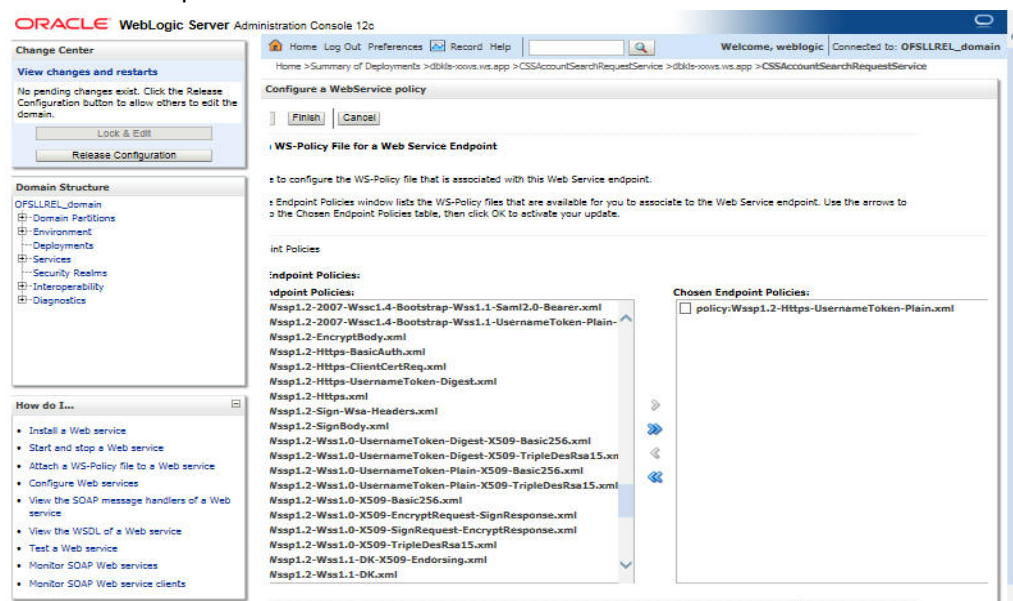 ORACLE WebLogic Server Administration Console 12c
Change Center
View changes and restarts
No pending changes exist. Click the Release
Configuration button to allow others to edit the
domain.
Lock & Edit
Release Configuration
Domain Structure
OFSLLREL_domain
Domain Partitions
Environment
Deployments
Services
Security Realms
Interoperability
Diagnostics
How do I...
Install a Web service
Start and stop a Web service
Attach a WS-Policy file to a Web service
Configure Web services
View the SOAP message handlers of a Web
service
View the WSDL of a Web service
Test a Web service
Monitor SOAP Web services
Monitor SOAP Web service clients
Home Log Out Preferences Record Help
Welcome, weblogic Connected to: OFSLLREL_domain
Home >Summary of Deployments >dbkls-xxws.ws.app >CSSAccountSearchRequestService >dbkls-xxws.ws.app >CSSAccountSearchRequestService
Configure a WebService policy
Finish Cancel
WS-Policy File for a Web Service Endpoint
e to configure the WS-Policy file that is associated with this Web Service endpoint.
Endpoint Policies window lists the WS-Policy files that are available for you to associate to the Web Service endpoint. Use the arrows to
the Chosen Endpoint Policies table, then click OK to activate your update.
int Policies
Endpoint Policies:
ndpoint Policies:
Wssp1.2-2007-Wssc1.4-Bootstrap-Wss1.1-Saml2.0-Bearer.xml
Wssp1.2-2007-Wssc1.4-Bootstrap-Wss1.1-UsernameToken-Plain-
Wssp1.2-EncryptBody.xml
Wssp1.2-Https-BasicAuth.xml
Wssp1.2-Https-ClientCertReq.xml
Wssp1.2-Https-UsernameToken-Digest.xml
Wssp1.2-Https.xml
Wssp1.2-Sign-Wsa-Headers.xml
Wssp1.2-SignBody.xml
Wssp1.2-Wss1.0-UsernameToken-Digest-X509-Basic256.xml
Wssp1.2-Wss1.0-UsernameToken-Digest-X509-TripleDesRsa15.xn
Wssp1.2-Wss1.0-UsernameToken-Plain-X509-Basic256.xml
Wssp1.2-Wss1.0-UsernameToken-Plain-X509-TripleDesRsa15.xml
Wssp1.2-Wss1.0-X509-Basic256.xml
Wssp1.2-Wss1.0-X509-EncryptRequest-SignResponse.xml
Wssp1.2-Wss1.0-X509-SignRequest-EncryptResponse.xml
Wssp1.2-Wss1.0-X509-TripleDesRsa15.xml
Wssp1.2-Wss1.1-DK-X509-Endorsing.xml
Wssp1.2-Wss1.1-DK.xml
Chosen Endpoint Policies:
policy:Wssp1.2-Https-UsernameToken-Plain.xml